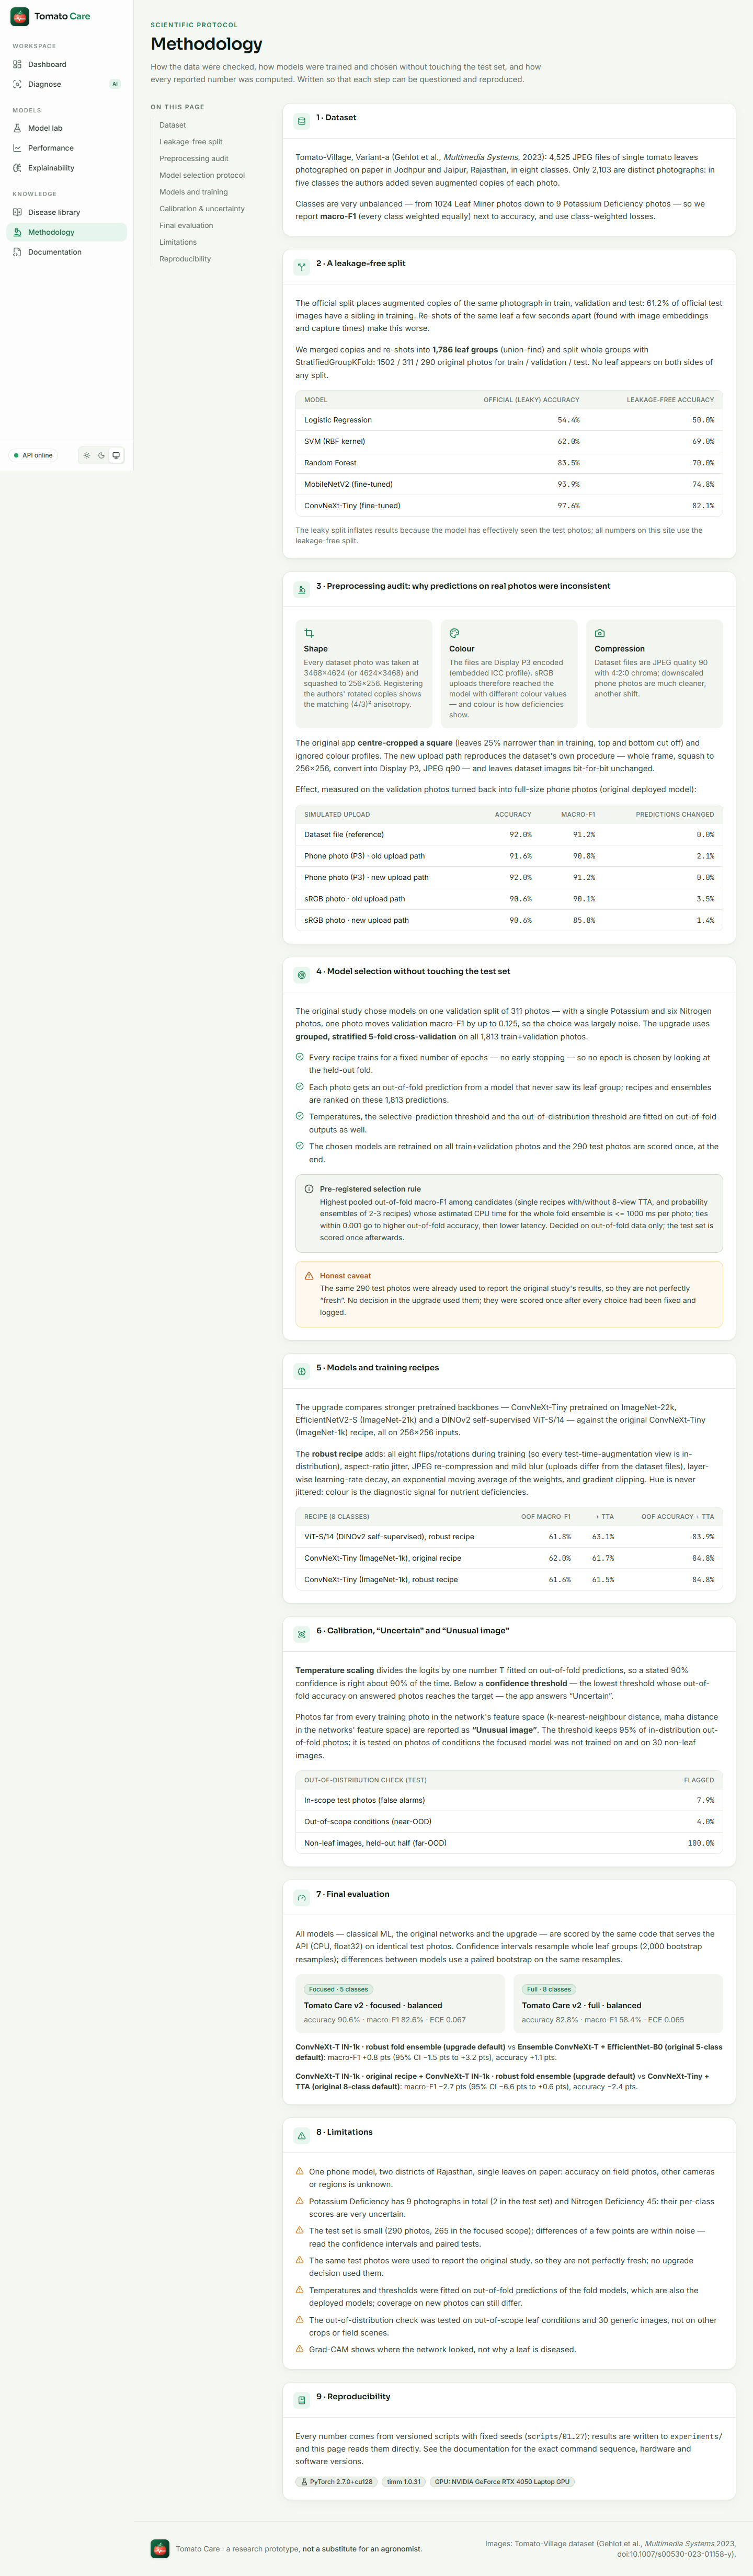 Tomato Care
WORKSPACE
Dashboard
Diagnose AI
MODELS
Model lab
Performance
Explainability
KNOWLEDGE
Disease library
Methodology
Documentation
API online
SCIENTIFIC PROTOCOL
Methodology
How the data were checked, how models were trained and chosen without touching the test set, and how
every reported number was computed. Written so that each step can be questioned and reproduced.
ON THIS PAGE
Dataset
Leakage-free split
Preprocessing audit
Model selection protocol
Models and training
Calibration & uncertainty
Final evaluation
Limitations
Reproducibility
1 · Dataset
Tomato-Village, Variant-a (Gehlot et al., Multimedia Systems, 2023): 4,525 JPEG files of single tomato leaves
photographed on paper in Jodhpur and Jaipur, Rajasthan, in eight classes. Only 2,103 are distinct photographs: in
five classes the authors added seven augmented copies of each photo.
Classes are very unbalanced — from 1024 Leaf Miner photos down to 9 Potassium Deficiency photos — so we
report macro-F1 (every class weighted equally) next to accuracy, and use class-weighted losses.
2 · A leakage-free split
The official split places augmented copies of the same photograph in train, validation and test: 61.2% of official test
images have a sibling in training. Re-shots of the same leaf a few seconds apart (found with image embeddings
and capture times) make this worse.
We merged copies and re-shots into 1,786 leaf groups (union–find) and split whole groups with
StratifiedGroupKFold: 1502 / 311 / 290 original photos for train / validation / test. No leaf appears on both sides of
any split.
MODEL OFFICIAL (LEAKY) ACCURACY LEAKAGE-FREE ACCURACY
Logistic Regression 54.4% 50.0%
SVM (RBF kernel) 62.0% 69.0%
Random Forest 83.5% 70.0%
MobileNetV2 (fine-tuned) 93.9% 74.8%
ConvNeXt-Tiny (fine-tuned) 97.6% 82.1%
The leaky split inflates results because the model has effectively seen the test photos; all numbers on this site use the
leakage-free split.
3 · Preprocessing audit: why predictions on real photos were inconsistent
Shape
Every dataset photo was taken at
3468×4624 (or 4624×3468) and
squashed to 256×256. Registering
the authors' rotated copies shows
the matching (4/3)² anisotropy.
Colour
The files are Display P3 encoded
(embedded ICC profile). sRGB
uploads therefore reached the
model with different colour values
— and colour is how deficiencies
show.
Compression
Dataset files are JPEG quality 90
with 4:2:0 chroma; downscaled
phone photos are much cleaner,
another shift.
The original app centre-cropped a square (leaves 25% narrower than in training, top and bottom cut off) and
ignored colour profiles. The new upload path reproduces the dataset's own procedure — whole frame, squash to
256×256, convert into Display P3, JPEG q90 — and leaves dataset images bit-for-bit unchanged.
Effect, measured on the validation photos turned back into full-size phone photos (original deployed model):
SIMULATED UPLOAD ACCURACY MACRO-F1 PREDICTIONS CHANGED
Dataset file (reference) 92.0% 91.2% 0.0%
Phone photo (P3) · old upload path 91.6% 90.8% 2.1%
Phone photo (P3) · new upload path 92.0% 91.2% 0.0%
sRGB photo · old upload path 90.6% 90.1% 3.5%
sRGB photo · new upload path 90.6% 85.8% 1.4%
4 · Model selection without touching the test set
The original study chose models on one validation split of 311 photos — with a single Potassium and six Nitrogen
photos, one photo moves validation macro-F1 by up to 0.125, so the choice was largely noise. The upgrade uses
grouped, stratified 5-fold cross-validation on all 1,813 train+validation photos.
Every recipe trains for a fixed number of epochs — no early stopping — so no epoch is chosen by looking at
the held-out fold.
Each photo gets an out-of-fold prediction from a model that never saw its leaf group; recipes and ensembles
are ranked on these 1,813 predictions.
Temperatures, the selective-prediction threshold and the out-of-distribution threshold are fitted on out-of-fold
outputs as well.
The chosen models are retrained on all train+validation photos and the 290 test photos are scored once, at the
end.
Pre-registered selection rule
Highest pooled out-of-fold macro-F1 among candidates (single recipes with/without 8-view TTA, and probability
ensembles of 2-3 recipes) whose estimated CPU time for the whole fold ensemble is <= 1000 ms per photo; ties
within 0.001 go to higher out-of-fold accuracy, then lower latency. Decided on out-of-fold data only; the test set is
scored once afterwards.
Honest caveat
The same 290 test photos were already used to report the original study's results, so they are not perfectly
“fresh”. No decision in the upgrade used them; they were scored once after every choice had been fixed and
logged.
5 · Models and training recipes
The upgrade compares stronger pretrained backbones — ConvNeXt-Tiny pretrained on ImageNet-22k,
EfficientNetV2-S (ImageNet-21k) and a DINOv2 self-supervised ViT-S/14 — against the original ConvNeXt-Tiny
(ImageNet-1k) recipe, all on 256×256 inputs.
The robust recipe adds: all eight flips/rotations during training (so every test-time-augmentation view is in-
distribution), aspect-ratio jitter, JPEG re-compression and mild blur (uploads differ from the dataset files), layer-
wise learning-rate decay, an exponential moving average of the weights, and gradient clipping. Hue is never
jittered: colour is the diagnostic signal for nutrient deficiencies.
RECIPE (8 CLASSES) OOF MACRO-F1 + TTA OOF ACCURACY + TTA
ViT-S/14 (DINOv2 self-supervised), robust recipe 61.8% 63.1% 83.9%
ConvNeXt-Tiny (ImageNet-1k), original recipe 62.0% 61.7% 84.8%
ConvNeXt-Tiny (ImageNet-1k), robust recipe 61.6% 61.5% 84.8%
6 · Calibration, “Uncertain” and “Unusual image”
Temperature scaling divides the logits by one number T fitted on out-of-fold predictions, so a stated 90%
confidence is right about 90% of the time. Below a confidence threshold — the lowest threshold whose out-of-
fold accuracy on answered photos reaches the target — the app answers “Uncertain”.
Photos far from every training photo in the network's feature space (k-nearest-neighbour distance, maha distance
in the networks' feature space) are reported as “Unusual image”. The threshold keeps 95% of in-distribution out-
of-fold photos; it is tested on photos of conditions the focused model was not trained on and on 30 non-leaf
images.
OUT-OF-DISTRIBUTION CHECK (TEST) FLAGGED
In-scope test photos (false alarms) 7.9%
Out-of-scope conditions (near-OOD) 4.0%
Non-leaf images, held-out half (far-OOD) 100.0%
7 · Final evaluation
All models — classical ML, the original networks and the upgrade — are scored by the same code that serves the
API (CPU, float32) on identical test photos. Confidence intervals resample whole leaf groups (2,000 bootstrap
resamples); differences between models use a paired bootstrap on the same resamples.
Focused · 5 classes
Tomato Care v2 · focused · balanced
accuracy 90.6% · macro-F1 82.6% · ECE 0.067
Full · 8 classes
Tomato Care v2 · full · balanced
accuracy 82.8% · macro-F1 58.4% · ECE 0.065
ConvNeXt-T IN-1k · robust fold ensemble (upgrade default) vs Ensemble ConvNeXt-T + EfficientNet-B0 (original 5-class
default): macro-F1 +0.8 pts (95% CI −1.5 pts to +3.2 pts), accuracy +1.1 pts.
ConvNeXt-T IN-1k · original recipe + ConvNeXt-T IN-1k · robust fold ensemble (upgrade default) vs ConvNeXt-Tiny +
TTA (original 8-class default): macro-F1 −2.7 pts (95% CI −6.6 pts to +0.6 pts), accuracy −2.4 pts.
8 · Limitations
One phone model, two districts of Rajasthan, single leaves on paper: accuracy on field photos, other cameras
or regions is unknown.
Potassium Deficiency has 9 photographs in total (2 in the test set) and Nitrogen Deficiency 45: their per-class
scores are very uncertain.
The test set is small (290 photos, 265 in the focused scope); differences of a few points are within noise —
read the confidence intervals and paired tests.
The same test photos were used to report the original study, so they are not perfectly fresh; no upgrade
decision used them.
Temperatures and thresholds were fitted on out-of-fold predictions of the fold models, which are also the
deployed models; coverage on new photos can still differ.
The out-of-distribution check was tested on out-of-scope leaf conditions and 30 generic images, not on other
crops or field scenes.
Grad-CAM shows where the network looked, not why a leaf is diseased.
9 · Reproducibility
Every number comes from versioned scripts with fixed seeds (scripts/01…27); results are written to experiments/
and this page reads them directly. See the documentation for the exact command sequence, hardware and
software versions.
PyTorch 2.7.0+cu128 timm 1.0.31 GPU: NVIDIA GeForce RTX 4050 Laptop GPU
Tomato Care · a research prototype, not a substitute for an agronomist.
Images: Tomato-Village dataset (Gehlot et al., Multimedia Systems 2023,
doi:10.1007/s00530-023-01158-y).